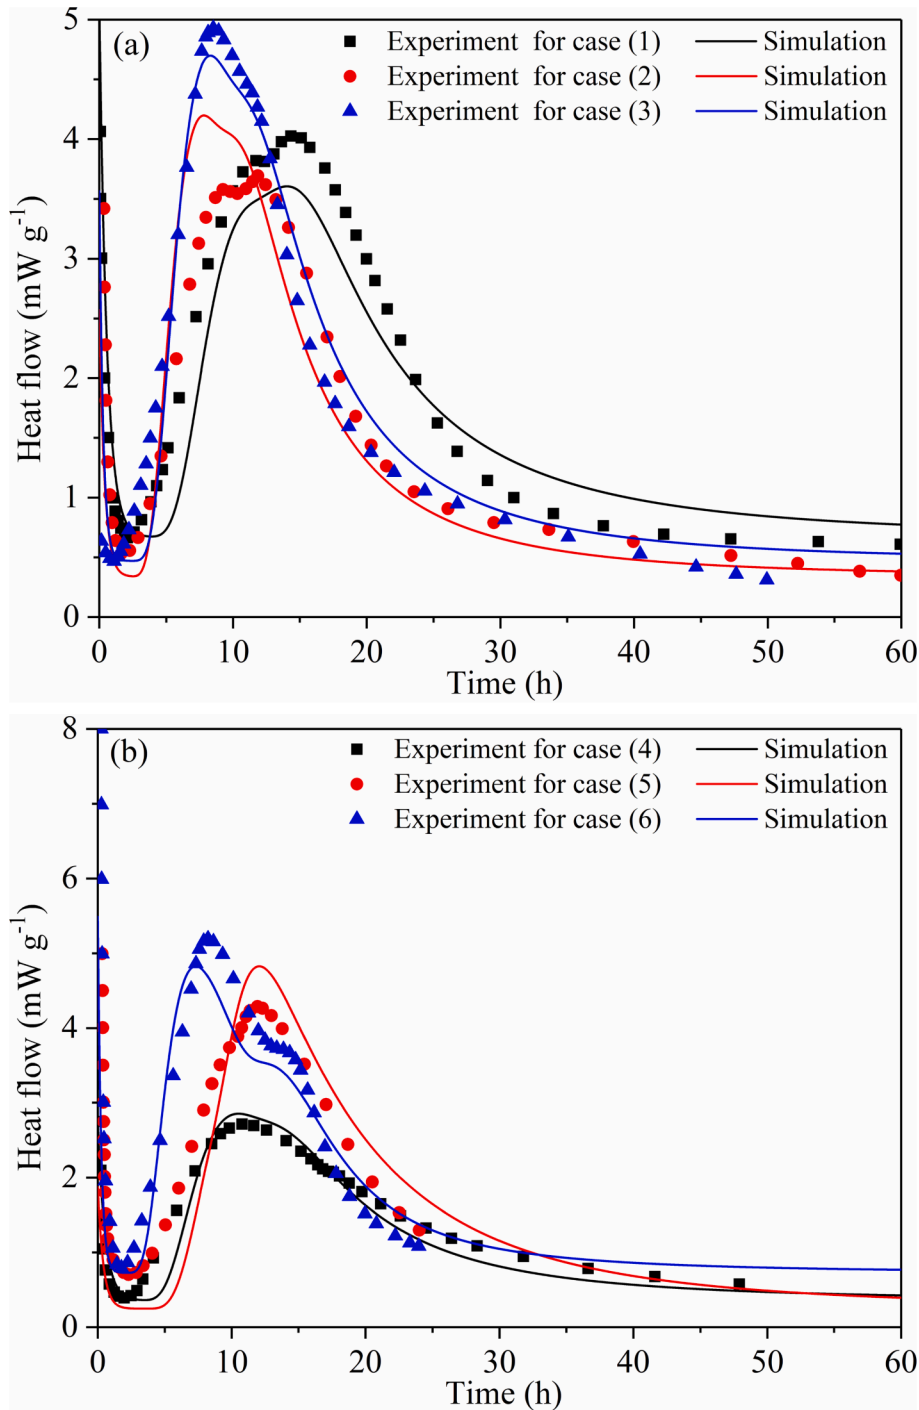 (a)
Experiment for case (1) Simulation
Experiment for case (2) Simulation
Experiment for case (3) Simulation
5
4
3
2
1
0
Heat flow (mW g⁻¹)
0 10 20 30 40 50 60
Time (h)
(b)
Experiment for case (4) Simulation
Experiment for case (5) Simulation
Experiment for case (6) Simulation
8
6
4
2
0
Heat flow (mW g⁻¹)
0 10 20 30 40 50 60
Time (h)